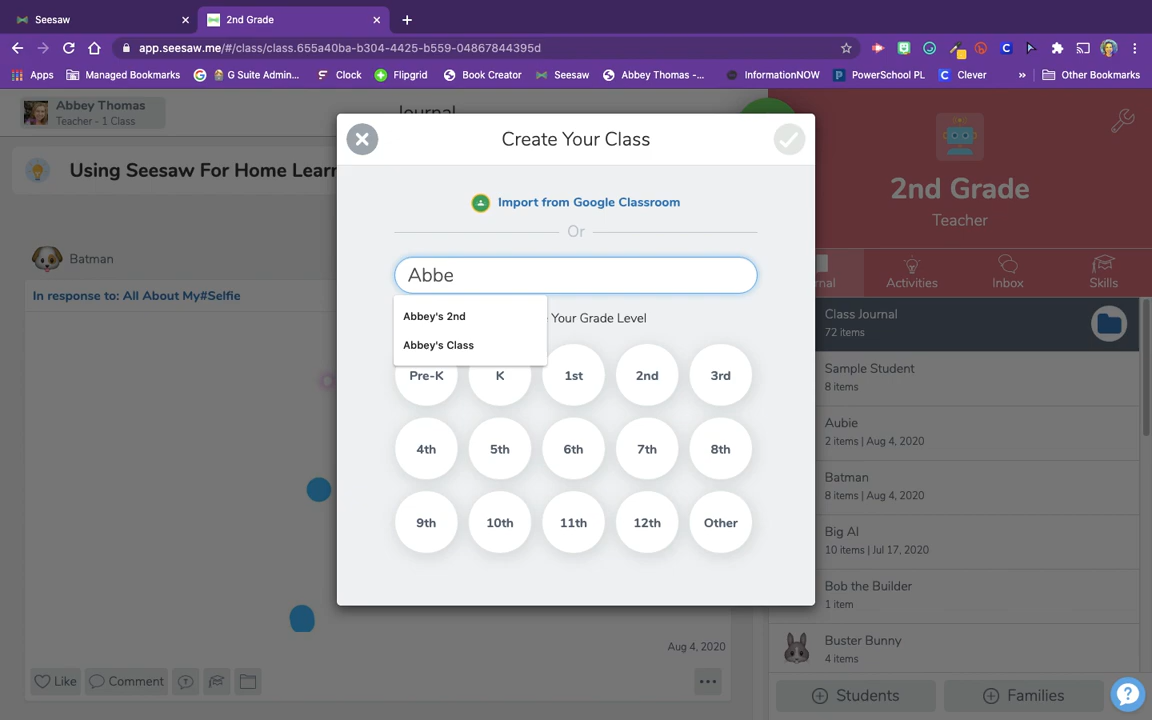 Seesaw
2nd Grade
app.seesaw.me/#/class/class.655a40ba-b304-4425-b559-04867844395d
Apps
Managed Bookmarks
G Suite Admin...
Clock
Flipgrid
Book Creator
Seesaw
Abbey Thomas -...
InformationNOW
PowerSchool PL
Clever
»
Other Bookmarks
Abbey Thomas
Teacher - 1 Class
Journal
Using Seesaw For Home Learn
Batman
In response to: All About My#Selfie
Aug 4, 2020
Like
Comment
Create Your Class
Import from Google Classroom
Or
Abbe
Abbey's 2nd
Abbey's Class
Your Grade Level
Pre-K K 1st 2nd 3rd
4th 5th 6th 7th 8th
9th 10th 11th 12th Other
2nd Grade
Teacher
rnal
Activities
Inbox
Skills
Class Journal
72 items
Sample Student
8 items
Aubie
2 items | Aug 4, 2020
Batman
8 items | Aug 4, 2020
Big Al
10 items | Jul 17, 2020
Bob the Builder
1 item
Buster Bunny
4 items
Students
Families